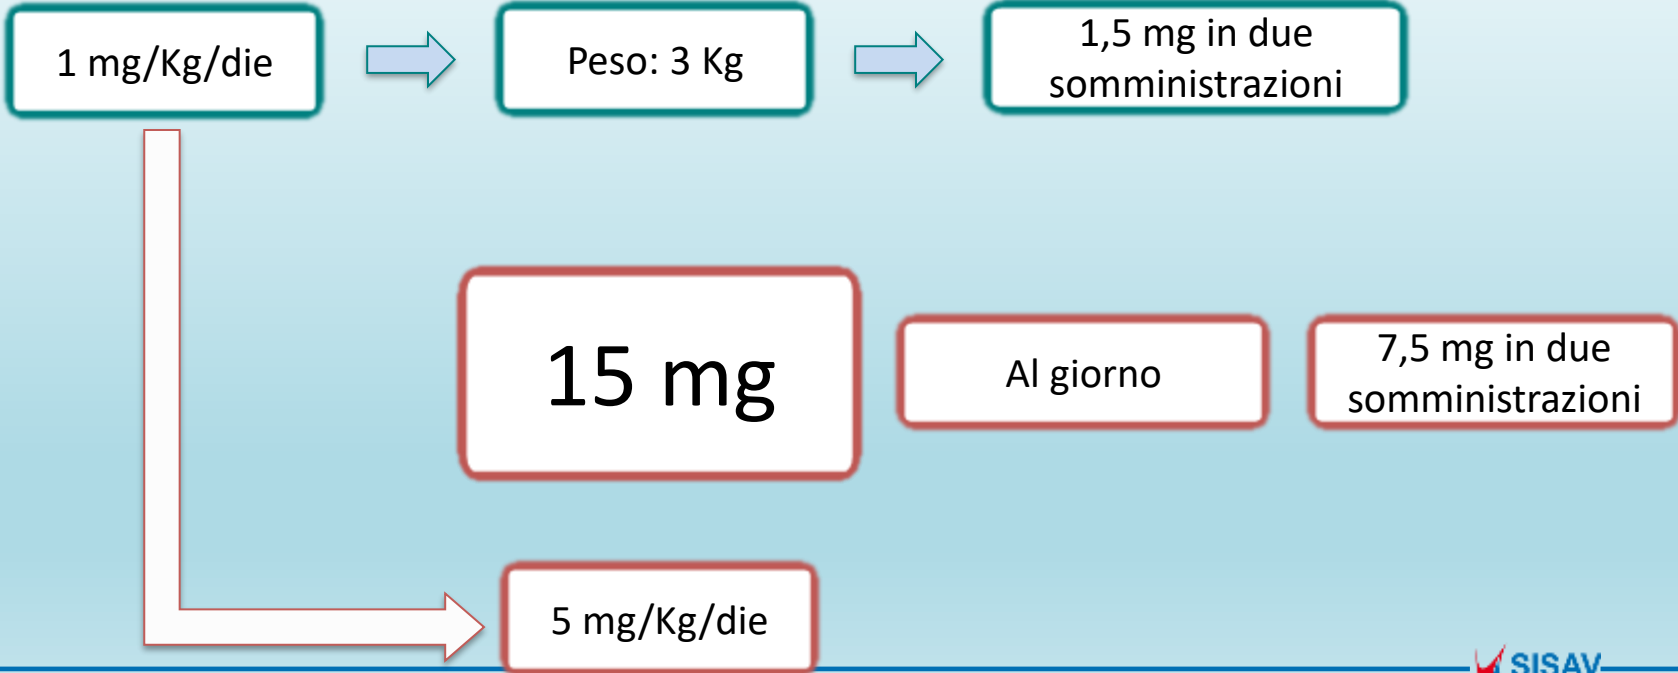 1 mg/Kg/die
Peso: 3 Kg
1,5 mg in due
somministrazioni
15 mg
Al giorno
7,5 mg in due
somministrazioni
5 mg/Kg/die
SISAV